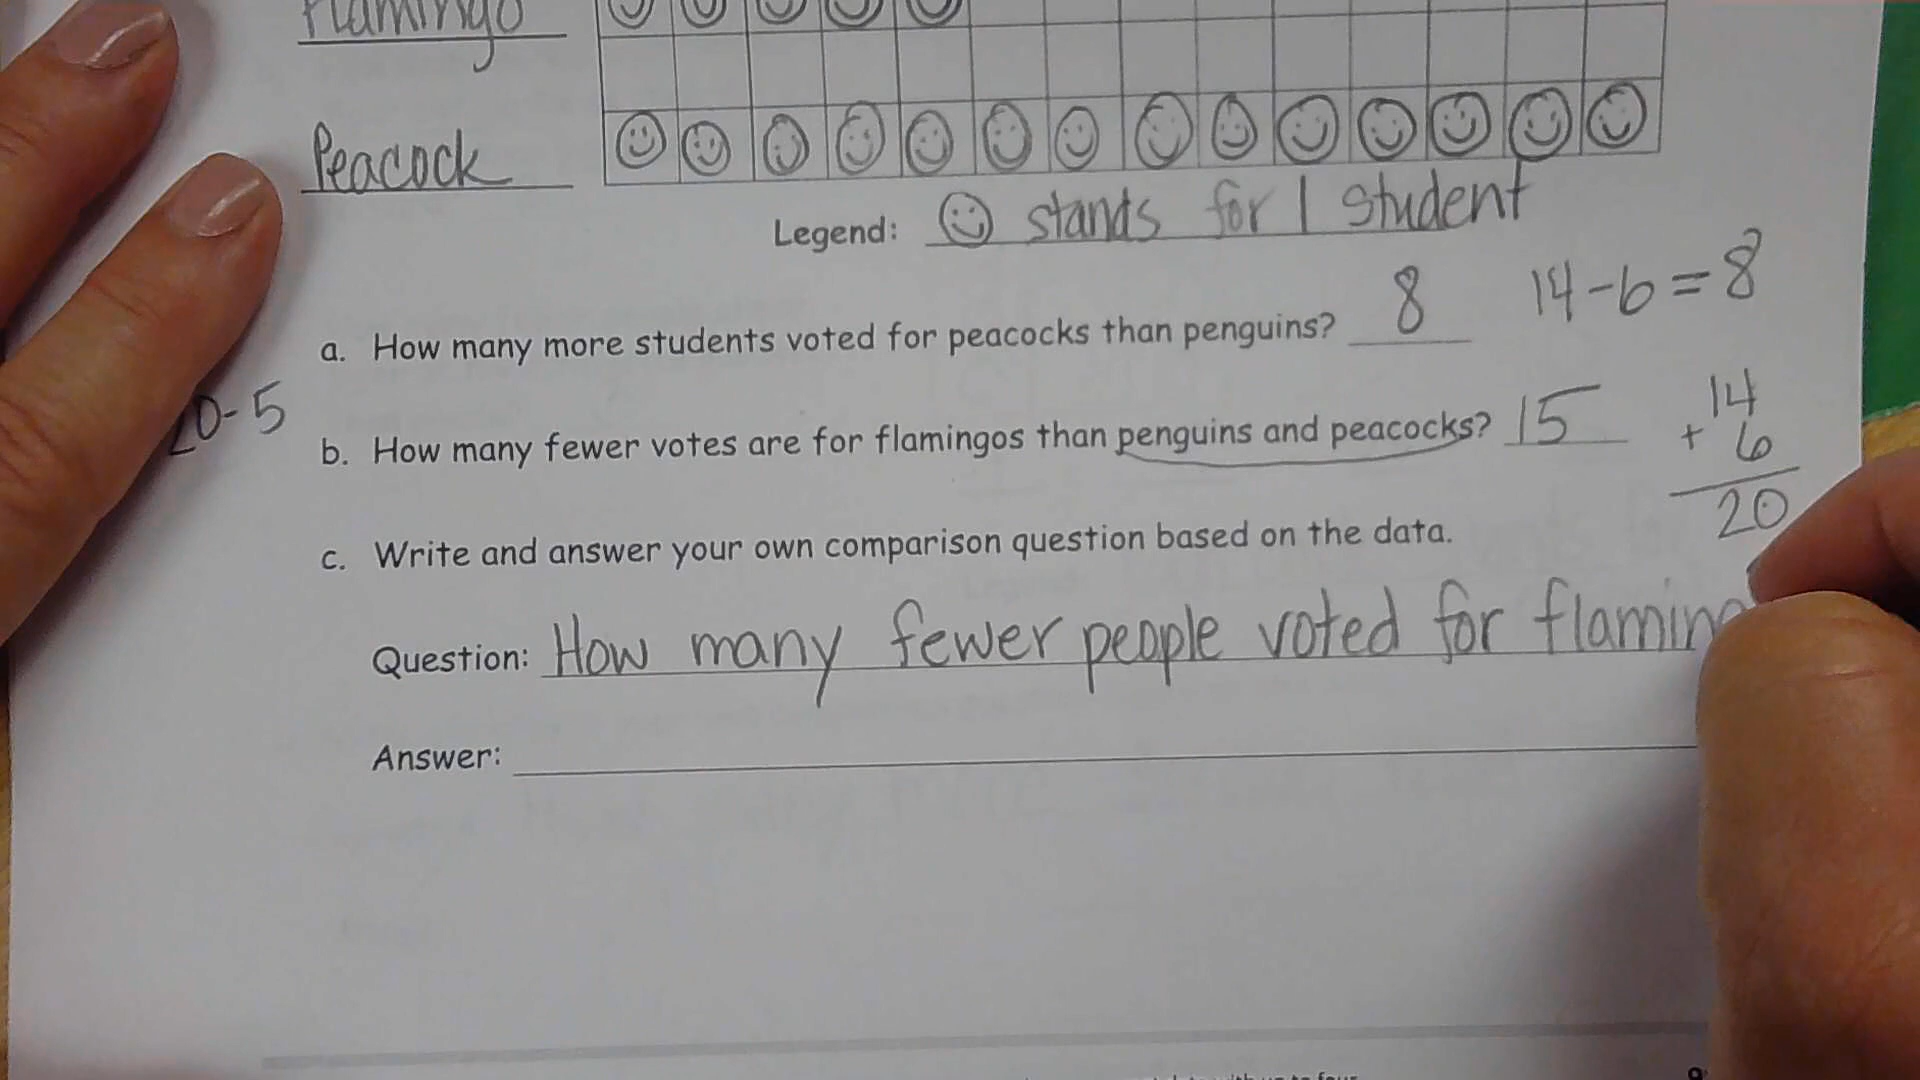 Flamingo
Peacock
Legend: ☺ stands for 1 student
a. How many more students voted for peacocks than penguins? 8 14-6=8
20-5
b. How many fewer votes are for flamingos than penguins and peacocks? 15
14
+ 6
20
c. Write and answer your own comparison question based on the data.
Question: How many fewer people voted for flaming
Answer: